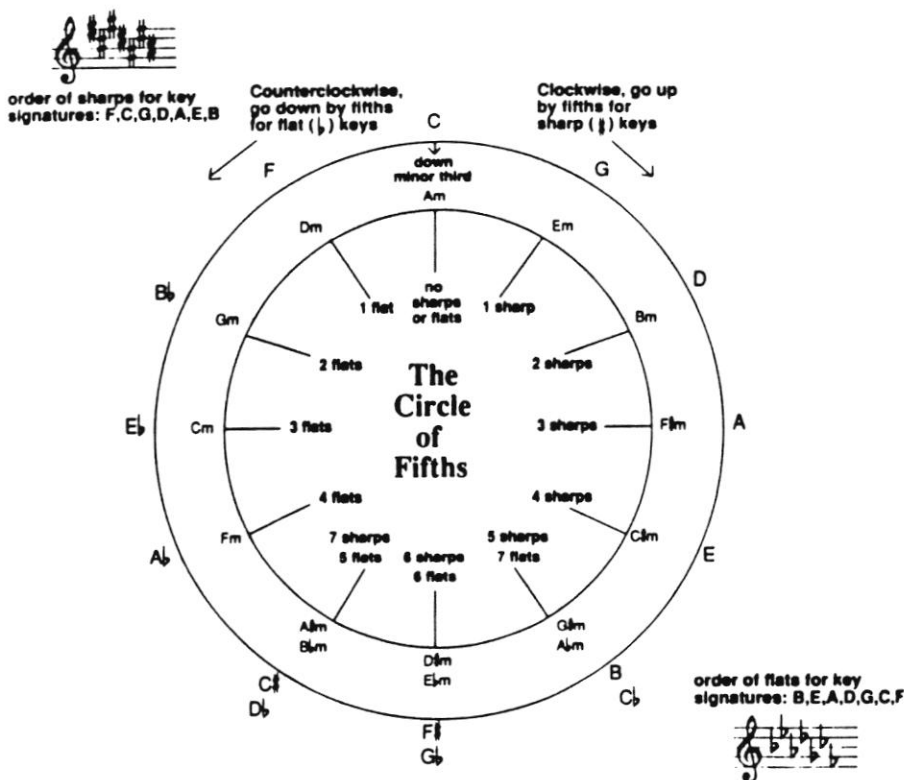 order of sharps for key
signatures: F,C,G,D,A,E,B
Counterclockwise,
go down by fifths
for flat (♭) keys
Clockwise, go up
by fifths for
sharp (♯) keys
C
F
G
down
minor third
Am
Dm
Em
B♭
D
no
sharps
or flats
1 flat
1 sharp
Gm
Bm
2 flats
2 sharps
The
Circle
of
Fifths
E♭
Cm
3 flats
3 sharps
F♯m
A
4 flats
4 sharps
Fm
C♯m
A♭
E
7 sharps
5 flats
6 sharps
6 flats
5 sharps
7 flats
A♯m
B♭m
D♯m
E♭m
G♯m
A♭m
C♯
D♭
F♯
G♭
B
C♭
order of flats for key
signatures: B,E,A,D,G,C,F